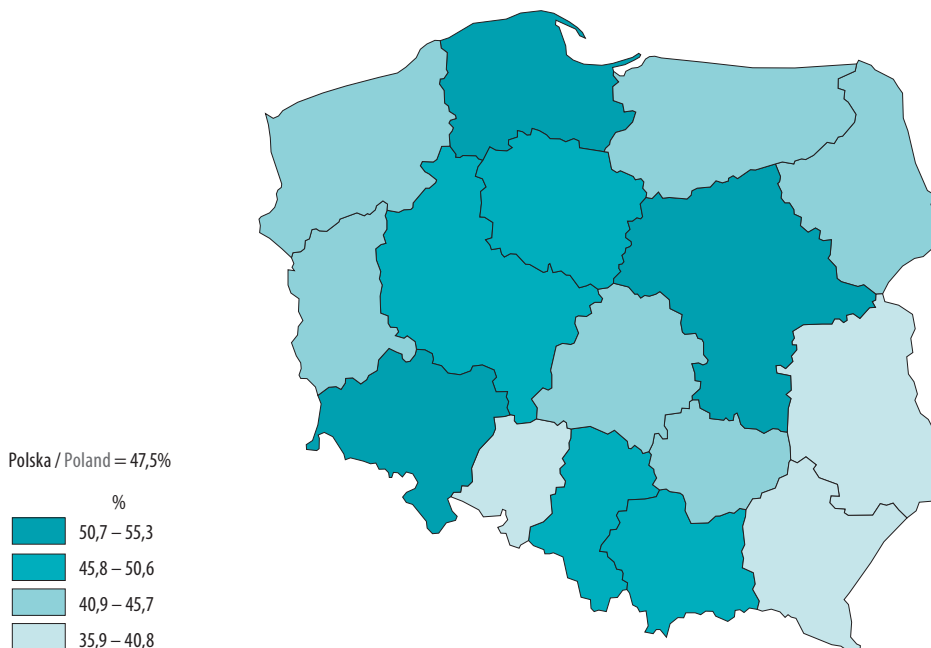 Polska / Poland = 47,5%
%
50,7 – 55,3
45,8 – 50,6
40,9 – 45,7
35,9 – 40,8